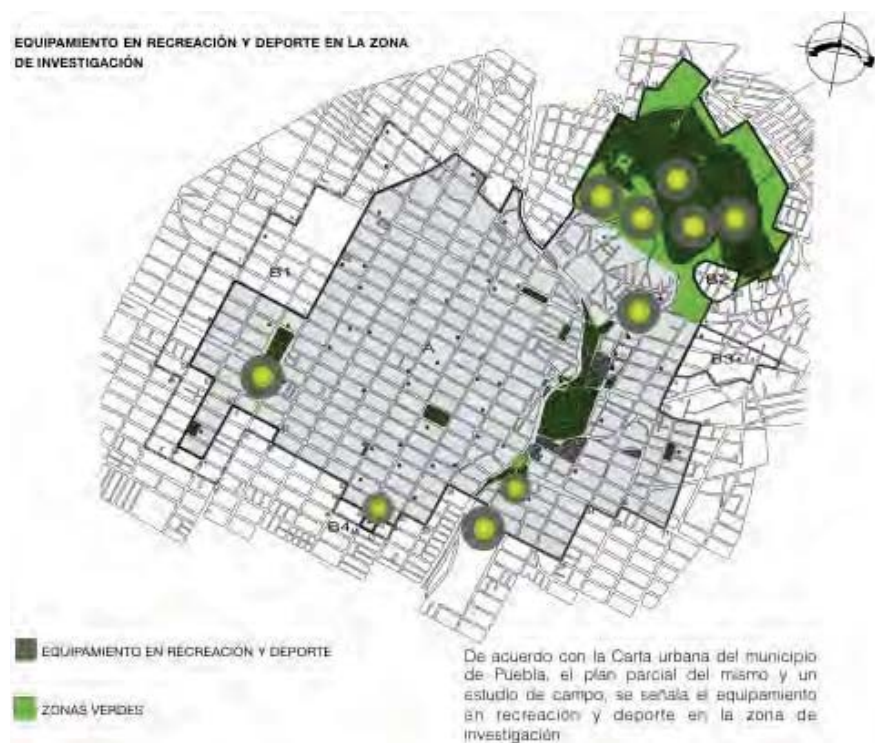 EQUIPAMIENTO EN RECREACIÓN Y DEPORTE EN LA ZONA
DE INVESTIGACIÓN
B1
B2
A
B3
B4
EQUIPAMIENTO EN RECREACIÓN Y DEPORTE
ZONAS VERDES
De acuerdo con la Carta urbana del municipio
de Puebla, el plan parcial del mismo y un
estudio de campo, se señala el equipamiento
en recreación y deporte en la zona de
investigación